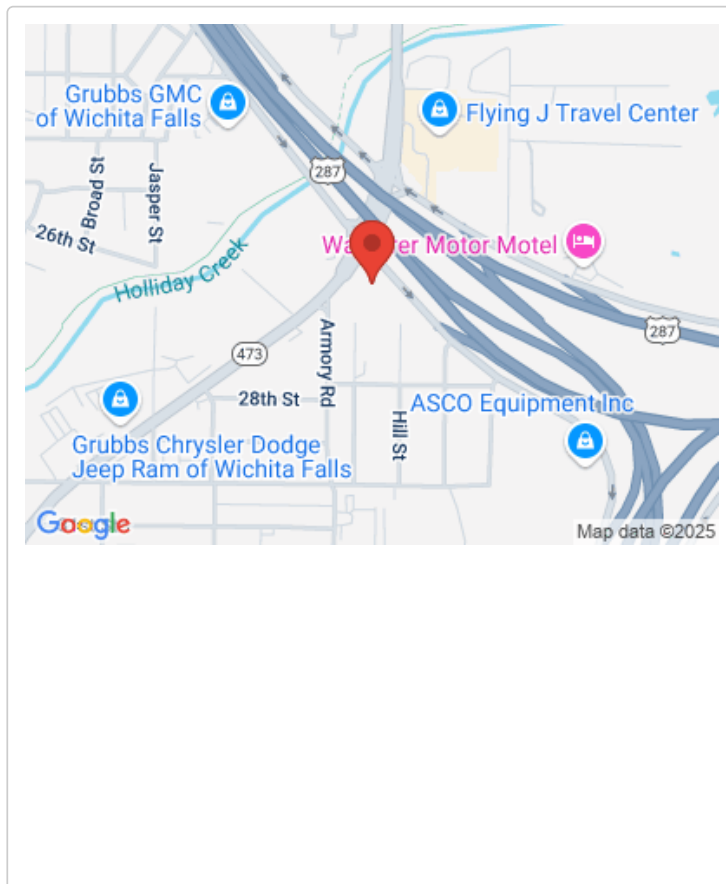 Grubbs GMC
of Wichita Falls
Flying J Travel Center
287
Broad St
Jasper St
26th St
Holliday Creek
Motor Motel
287
473
Armory Rd
28th St
Hill St
ASCO Equipment Inc
Grubbs Chrysler Dodge
Jeep Ram of Wichita Falls
Google
Map data ©2025